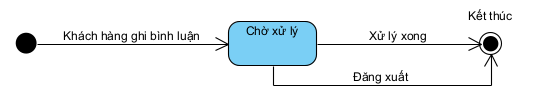 Kết thúc
Khách hàng ghi bình luận
Chờ xử lý
Xử lý xong
Đăng xuất